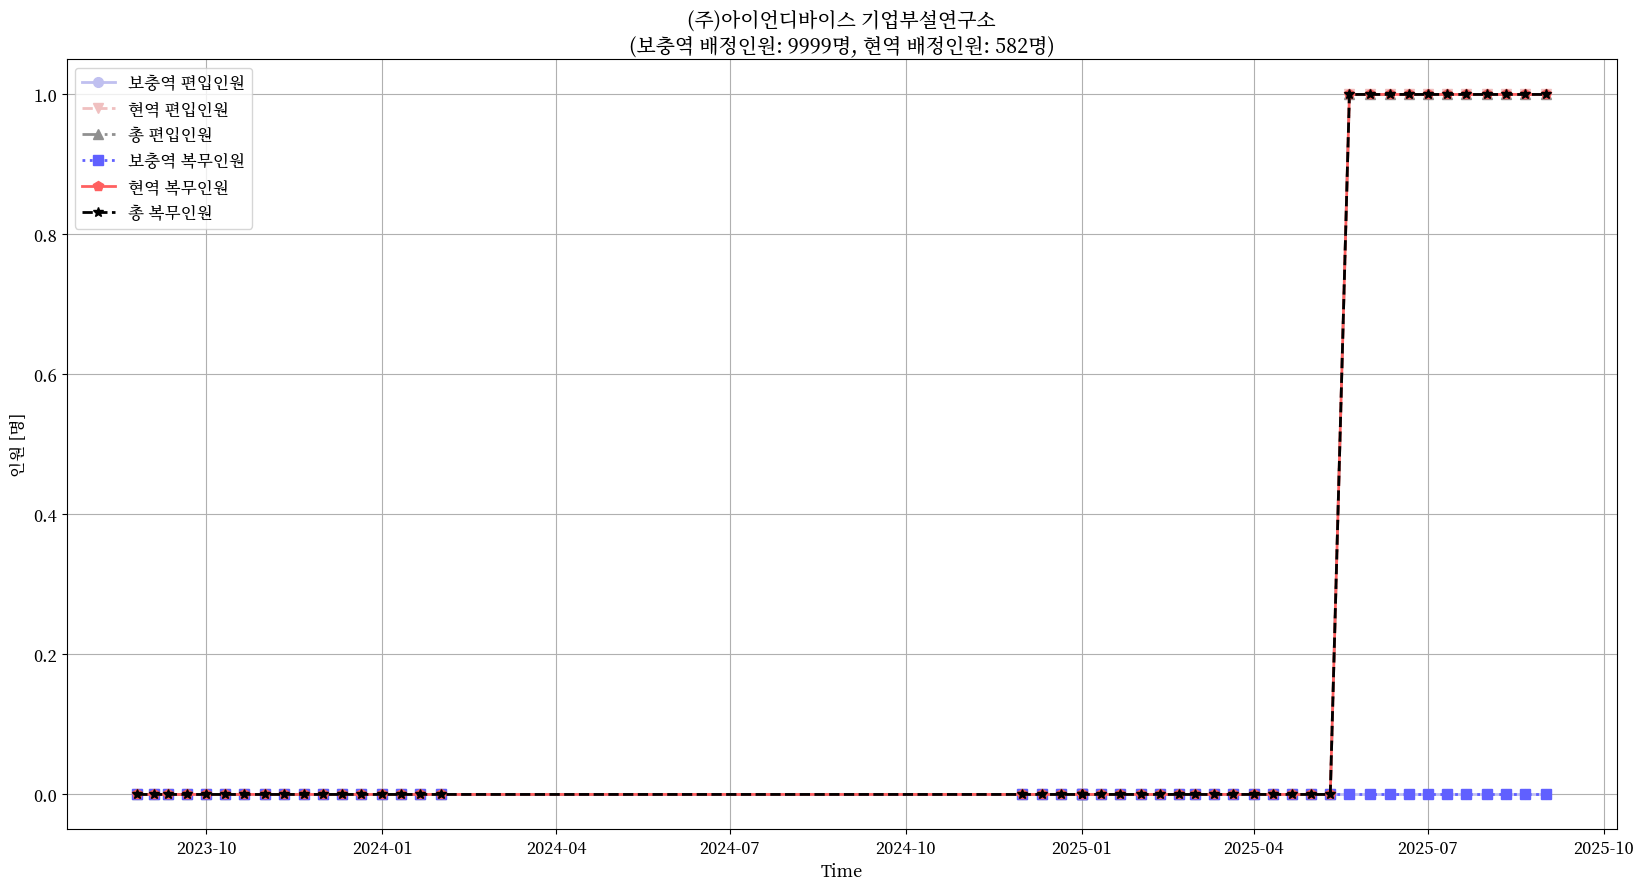 (주)아이언디바이스 기업부설연구소
(보충역 배정인원: 9999명, 현역 배정인원: 582명)
보충역 편입인원
현역 편입인원
총 편입인원
보충역 복무인원
현역 복무인원
총 복무인원
1.0
0.8
0.6
0.4
0.2
0.0
인원 [명]
2023-10
2024-01
2024-04
2024-07
2024-10
2025-01
2025-04
2025-07
2025-10
Time